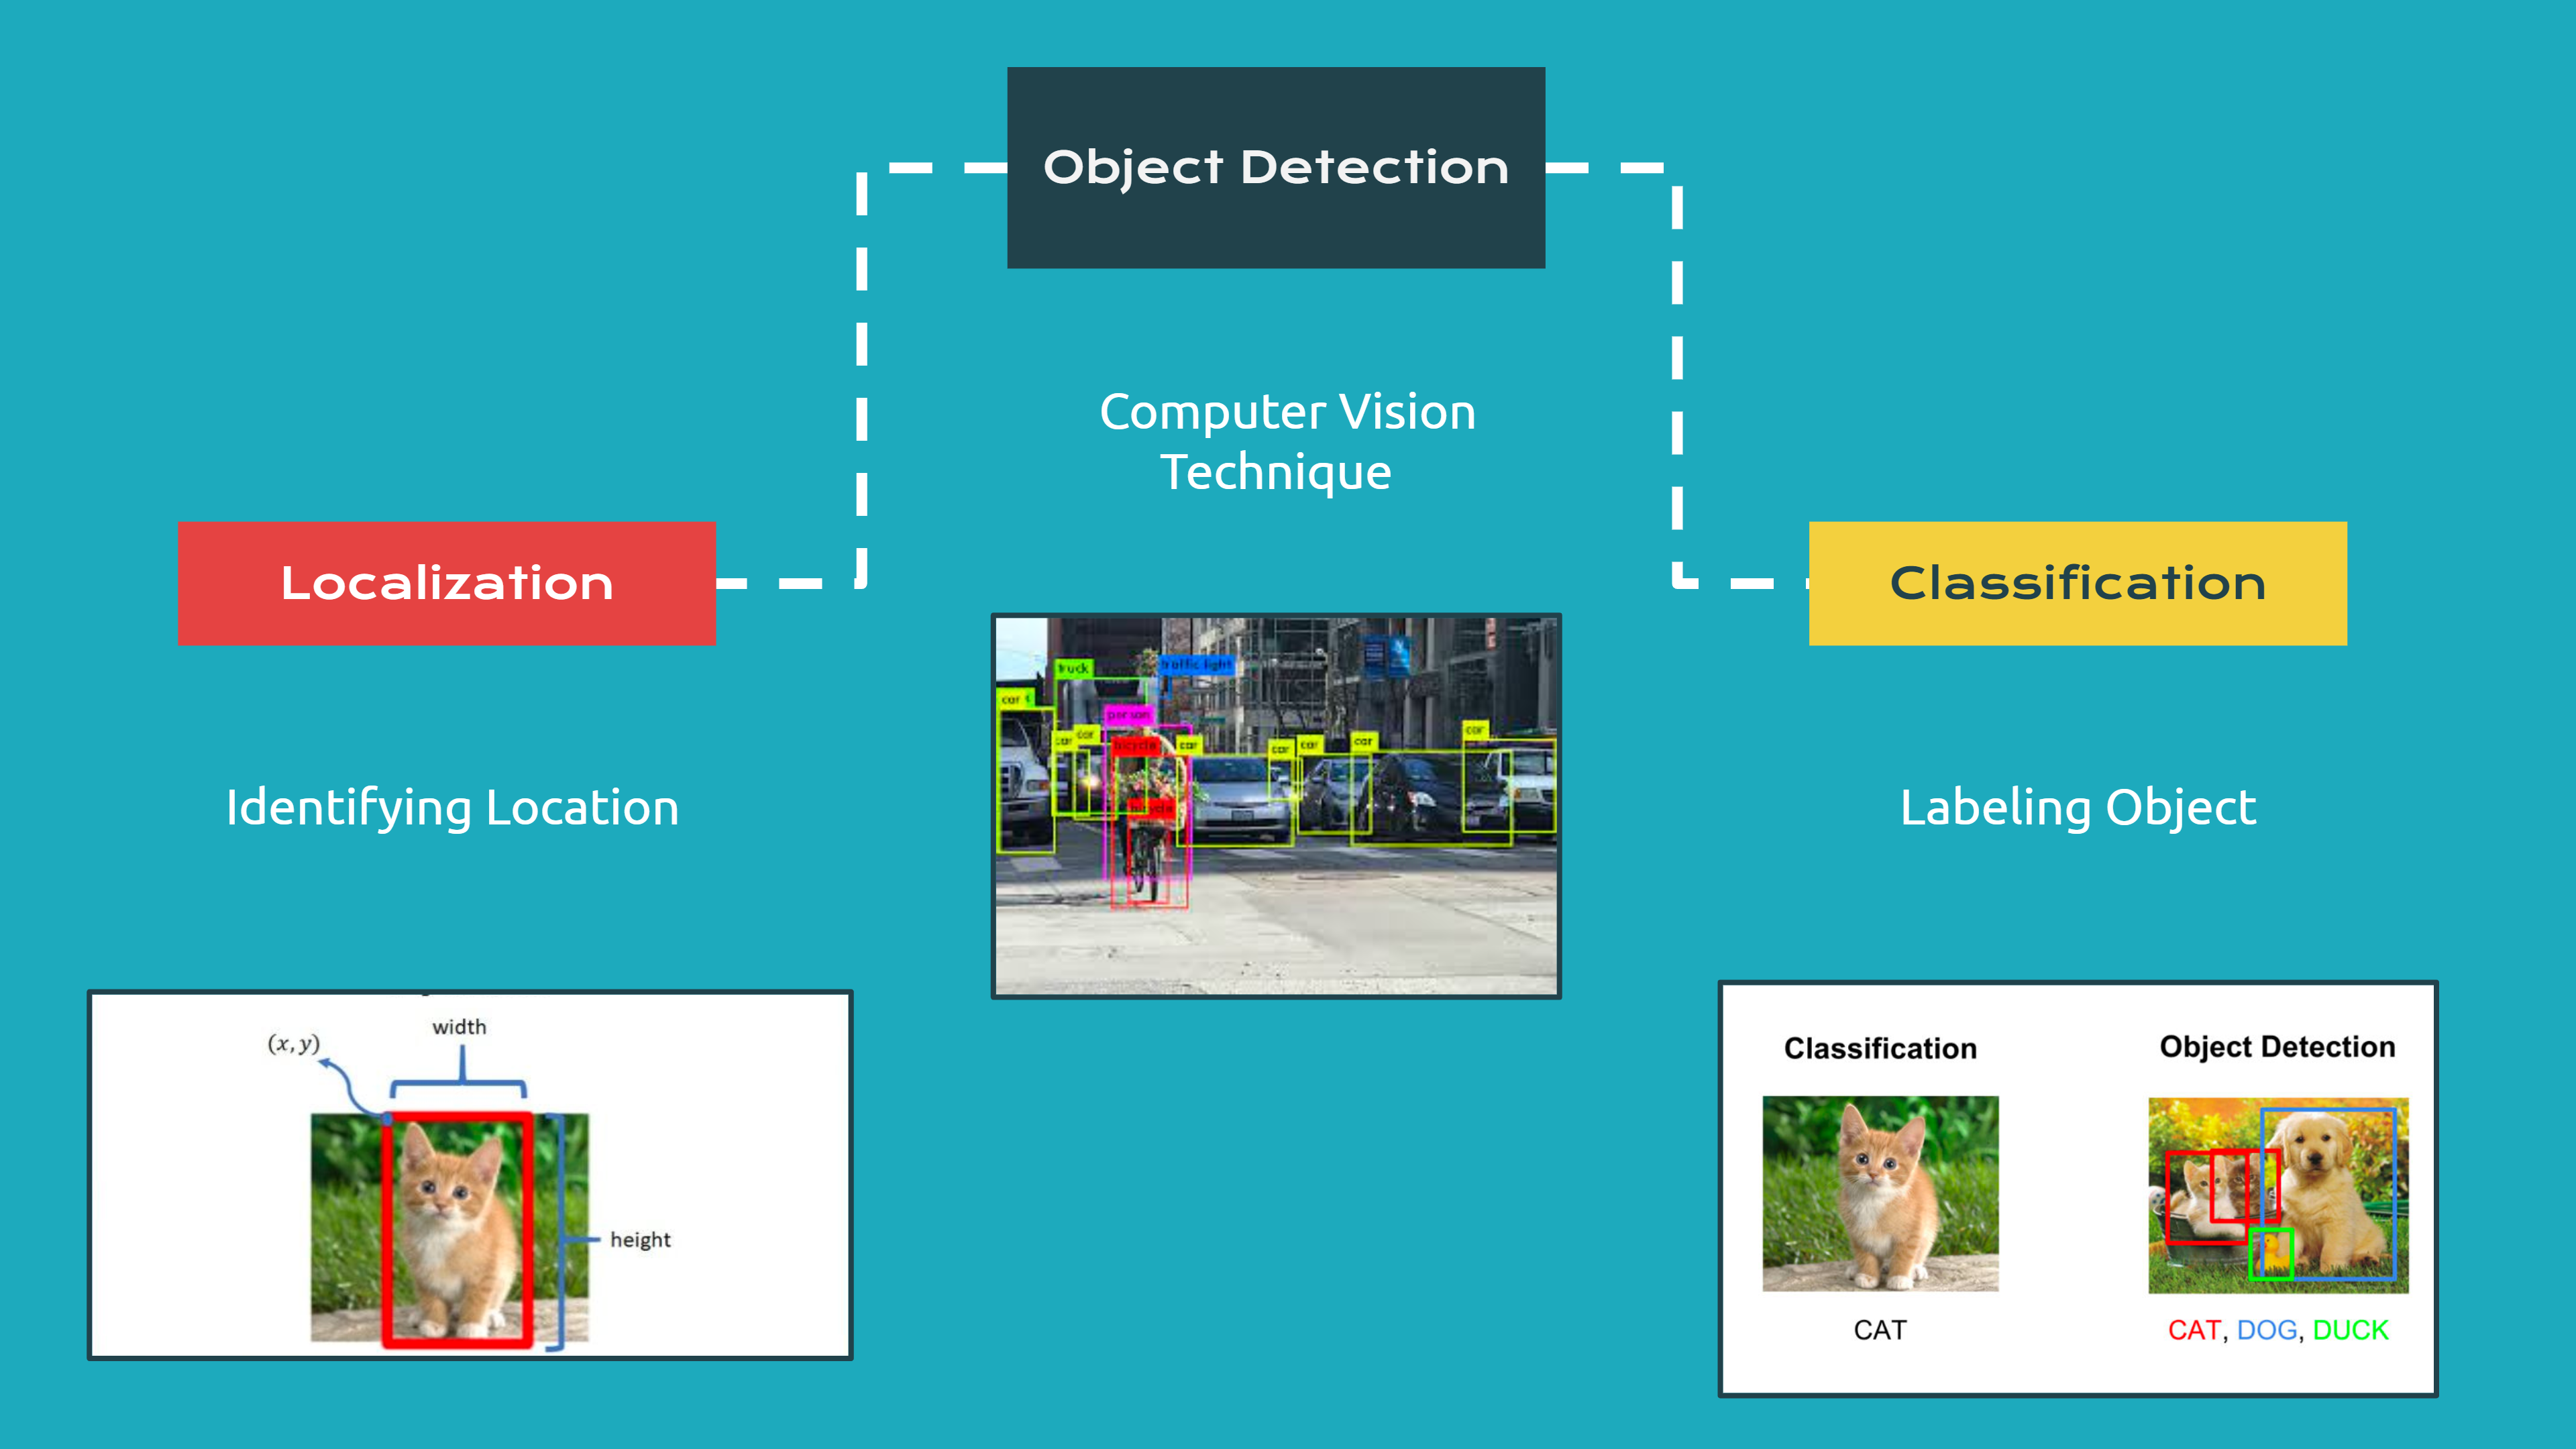 Object Detection
Computer Vision
Technique
Localization
Classification
Identifying Location
Labeling Object
truck
traffic light
car
person
car
car
bicycle
car
car
car
car
car
bicycle
(x, y)
width
height
Classification
Object Detection
CAT
CAT, DOG, DUCK